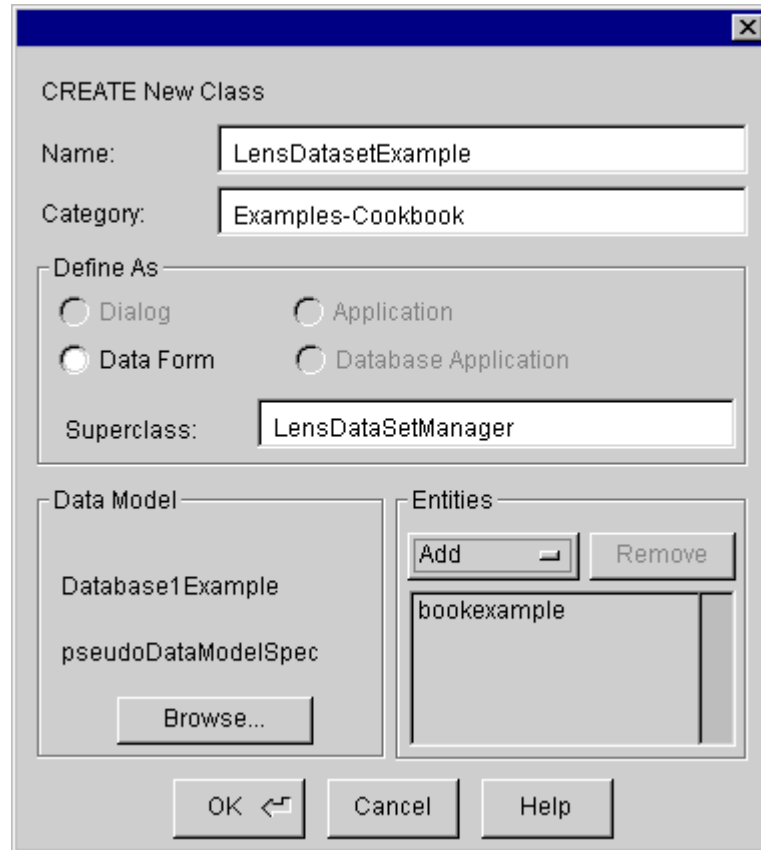 CREATE New Class
Name: LensDatasetExample
Category: Examples-Cookbook
Define As
Dialog Application
Data Form Database Application
Superclass: LensDataSetManager
Data Model
Database1Example
pseudoDataModelSpec
Browse...
Entities
Add Remove
bookexample
OK Cancel Help